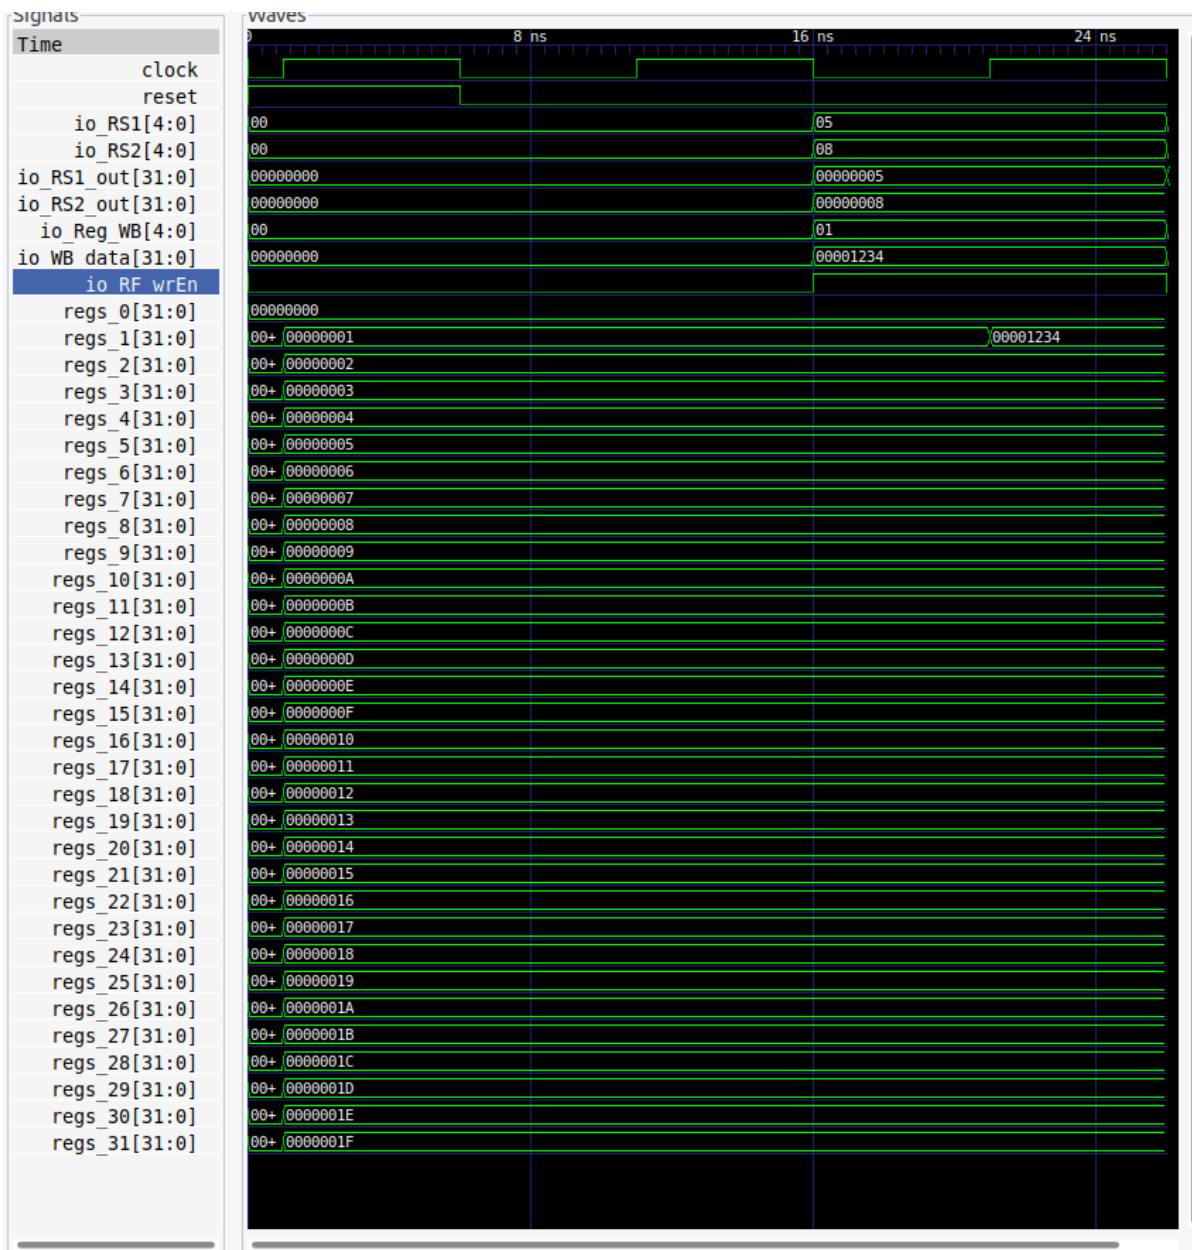 Signals Waves
Time 0 8 ns 16 ns 24 ns
clock
reset
io_RS1[4:0] 00 05
io_RS2[4:0] 00 08
io_RS1_out[31:0] 00000000 00000005
io_RS2_out[31:0] 00000000 00000008
io_Reg_WB[4:0] 00 01
io_WB_data[31:0] 00000000 00001234
io_RF_wrEn
regs_0[31:0] 00000000
regs_1[31:0] 00+ 00000001 00001234
regs_2[31:0] 00+ 00000002
regs_3[31:0] 00+ 00000003
regs_4[31:0] 00+ 00000004
regs_5[31:0] 00+ 00000005
regs_6[31:0] 00+ 00000006
regs_7[31:0] 00+ 00000007
regs_8[31:0] 00+ 00000008
regs_9[31:0] 00+ 00000009
regs_10[31:0] 00+ 0000000A
regs_11[31:0] 00+ 0000000B
regs_12[31:0] 00+ 0000000C
regs_13[31:0] 00+ 0000000D
regs_14[31:0] 00+ 0000000E
regs_15[31:0] 00+ 0000000F
regs_16[31:0] 00+ 00000010
regs_17[31:0] 00+ 00000011
regs_18[31:0] 00+ 00000012
regs_19[31:0] 00+ 00000013
regs_20[31:0] 00+ 00000014
regs_21[31:0] 00+ 00000015
regs_22[31:0] 00+ 00000016
regs_23[31:0] 00+ 00000017
regs_24[31:0] 00+ 00000018
regs_25[31:0] 00+ 00000019
regs_26[31:0] 00+ 0000001A
regs_27[31:0] 00+ 0000001B
regs_28[31:0] 00+ 0000001C
regs_29[31:0] 00+ 0000001D
regs_30[31:0] 00+ 0000001E
regs_31[31:0] 00+ 0000001F